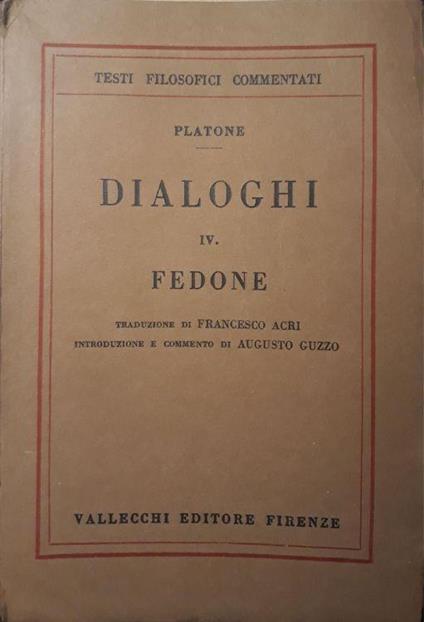 TESTI FILOSOFICI COMMENTATI
PLATONE
DIALOGHI
IV.
FEDONE
TRADUZIONE DI FRANCESCO ACRI
INTRODUZIONE E COMMENTO DI AUGUSTO GUZZO
VALLECCHI EDITORE FIRENZE